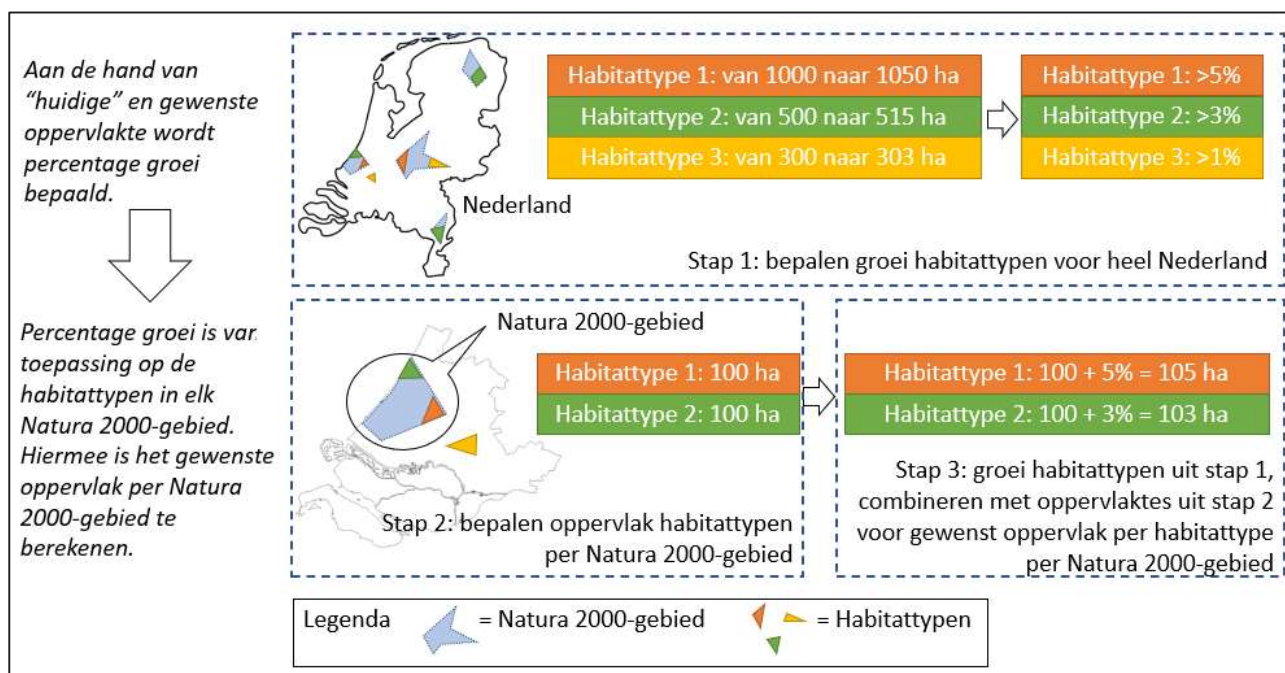 Aan de hand van
“huidige” en gewenste
oppervlakte wordt
percentage groei
bepaald.
Percentage groei is van
toepassing op de
habitattypen in elk
Natura 2000-gebied.
Hiermee is het gewenste
oppervlak per Natura
2000-gebied te
berekenen.
Nederland
Habitattype 1: van 1000 naar 1050 ha
Habitattype 2: van 500 naar 515 ha
Habitattype 3: van 300 naar 303 ha
Habitattype 1: >5%
Habitattype 2: >3%
Habitattype 3: >1%
Stap 1: bepalen groei habitattypen voor heel Nederland
Natura 2000-gebied
Habitattype 1: 100 ha
Habitattype 2: 100 ha
Stap 2: bepalen oppervlak habitattypen
per Natura 2000-gebied
Habitattype 1: 100 + 5% = 105 ha
Habitattype 2: 100 + 3% = 103 ha
Stap 3: groei habitattypen uit stap 1,
combineren met oppervlaktes uit stap 2
voor gewenst oppervlak per habitattype
per Natura 2000-gebied
Legenda
= Natura 2000-gebied
= Habitattypen